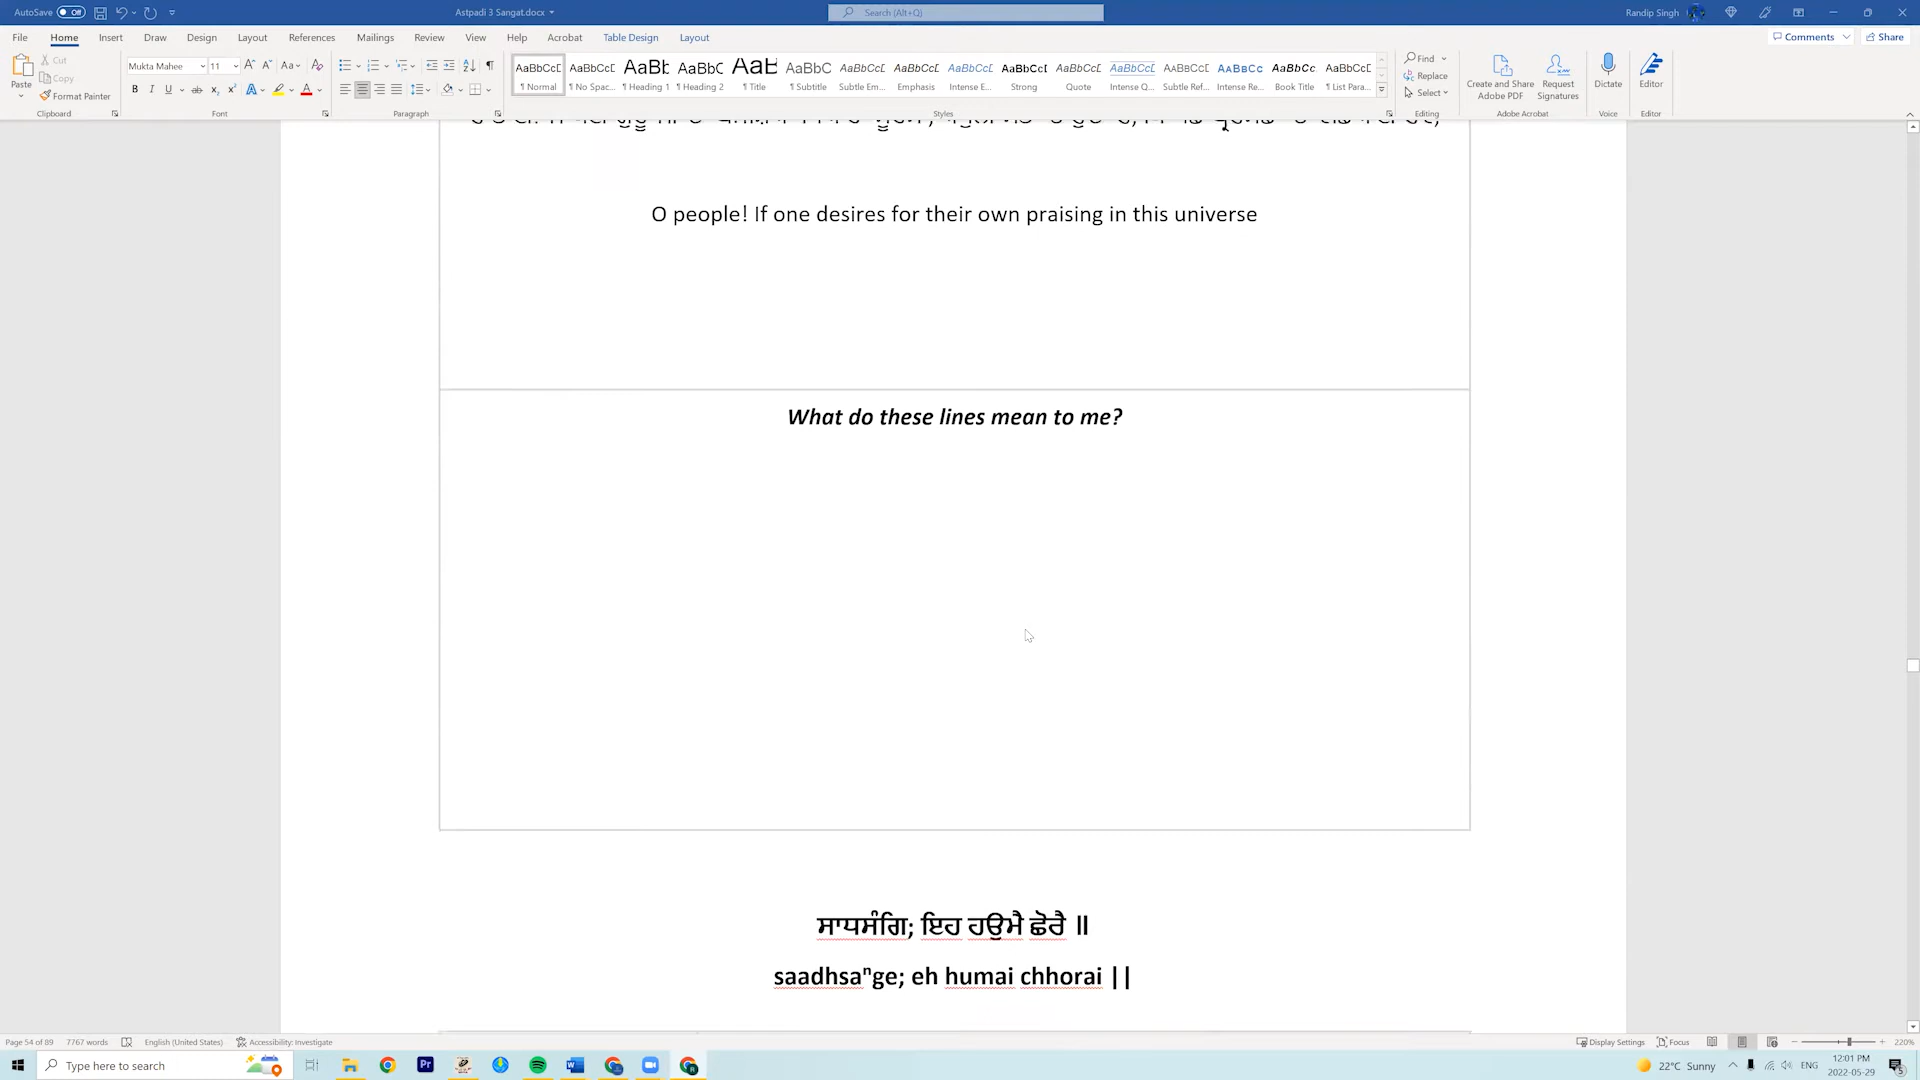 AutoSave Off
Astpadi 3 Sangat.docx
Search (Alt+Q)
Randip Singh
File Home Insert Draw Design Layout References Mailings Review View Help Acrobat Table Design Layout
Comments Share
Paste
Cut
Copy
Format Painter
Mukta Mahee 11
AaBbCcD AaBbCcD AaBb AaBbC AaB AaBbC AaBbCcD AaBbCcD AaBbCcD AaBbCcD AaBbCcD AaBbCcD AaBbCcD AaBbCc AaBbCc AaBbCcD
¶ Normal ¶ No Spac... ¶ Heading 1 ¶ Heading 2 ¶ Title ¶ Subtitle Subtle Em... Emphasis Intense E... Strong Quote Intense Q... Subtle Ref... Intense Re... Book Title ¶ List Para...
Find
Replace
Select
Create and Share Adobe PDF
Request Signatures
Dictate
Editor
Clipboard Font Paragraph Styles Editing Adobe Acrobat Voice Editor
O people! If one desires for their own praising in this universe
What do these lines mean to me?
ਸਾਧਸੰਗਿ; ਇਹ ਹਉਮੈ ਛੋਰੈ ॥
saadhsaⁿge; eh humai chhorai ||
Page 54 of 89 7767 words English (United States) Accessibility: Investigate
Display Settings Focus 220%
Type here to search
22°C Sunny
ENG
12:01 PM
2022-05-29